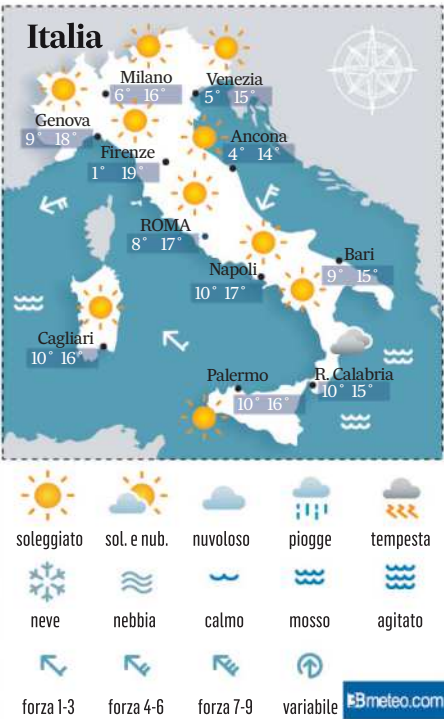 Italia
Milano
6° 16°
Venezia
5° 15°
Genova
9° 18°
Firenze
1° 19°
Ancona
4° 14°
ROMA
8° 17°
Napoli
10° 17°
Bari
9° 15°
Cagliari
10° 16°
Palermo
10° 16°
R. Calabria
10° 15°
soleggiato sol. e nub. nuvoloso piogge tempesta
neve nebbia calmo mosso agitato
forza 1-3 forza 4-6 forza 7-9 variabile
3Bmeteo.com